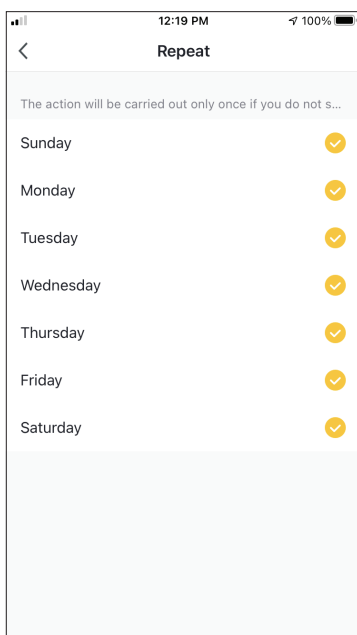 12:19 PM
100%
Repeat
The action will be carried out only once if you do not s...
Sunday
Monday
Tuesday
Wednesday
Thursday
Friday
Saturday